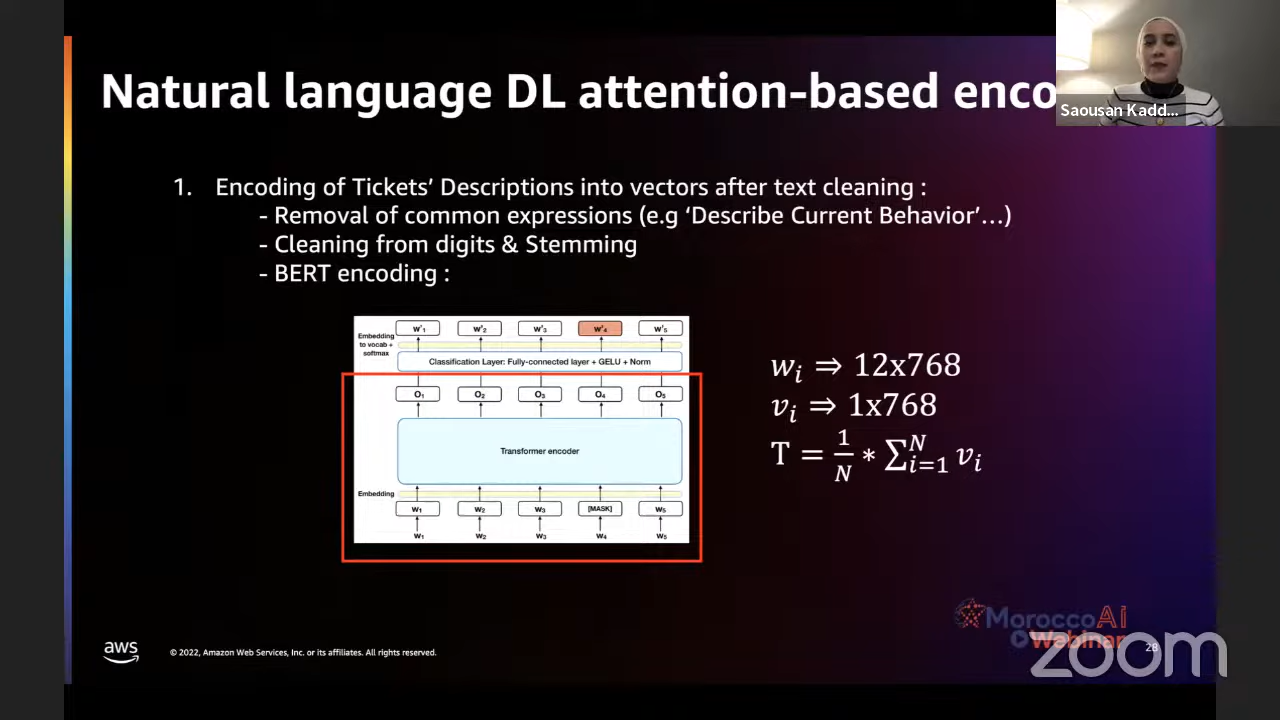 Natural language DL attention-based enco
Saousan Kadd...
1. Encoding of Tickets' Descriptions into vectors after text cleaning :
- Removal of common expressions (e.g 'Describe Current Behavior'...)
- Cleaning from digits & Stemming
- BERT encoding :
Embedding to vocab + softmax
w'1 w'2 w'3 w'4 w'5
Classification Layer: Fully-connected layer + GELU + Norm
O1 O2 O3 O4 O5
Transformer encoder
Embedding
W1 W2 W3 [MASK] W5
W1 W2 W3 W4 W5
wᵢ ⇒ 12x768
vᵢ ⇒ 1x768
T = 1/N ∗ ∑ᵢ₌₁ᴺ vᵢ
MoroccoAI
Webinar
28
zoom
aws
© 2022, Amazon Web Services, Inc. or its affiliates. All rights reserved.